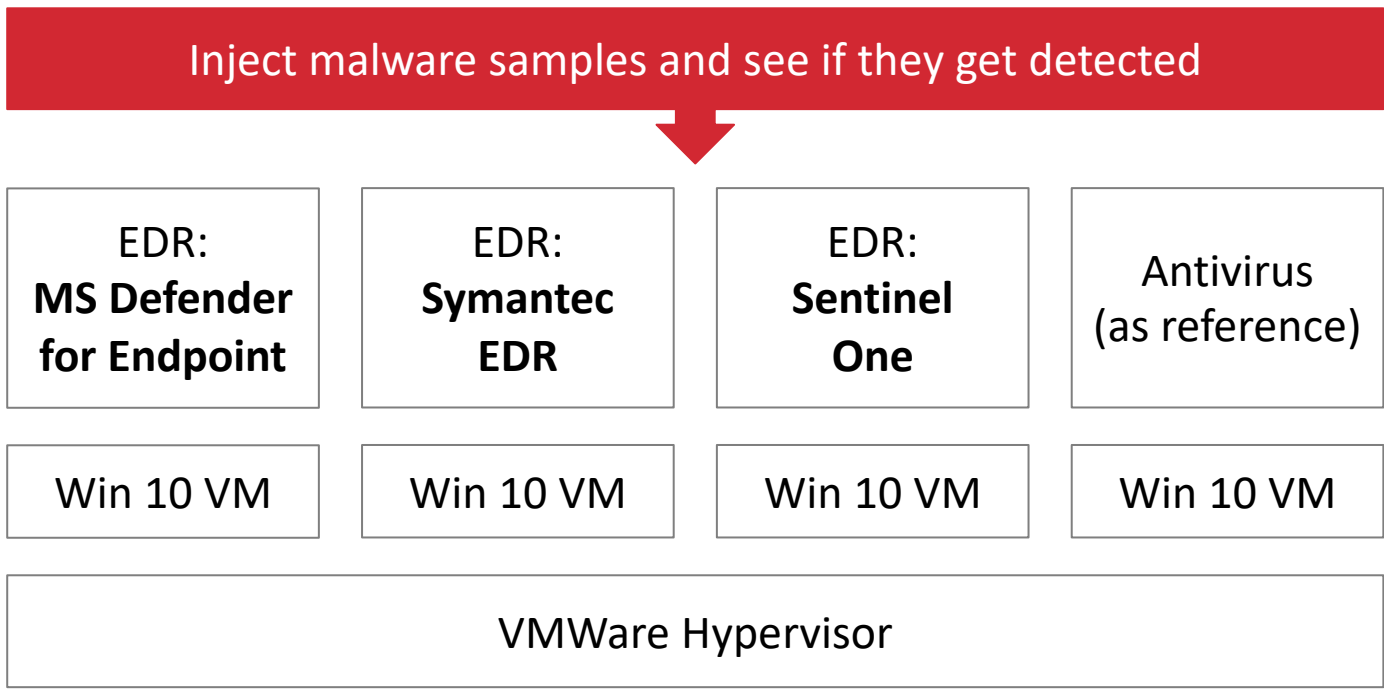 Inject malware samples and see if they get detected
EDR:
MS Defender
for Endpoint
EDR:
Symantec
EDR
EDR:
Sentinel
One
Antivirus
(as reference)
Win 10 VM
Win 10 VM
Win 10 VM
Win 10 VM
VMWare Hypervisor